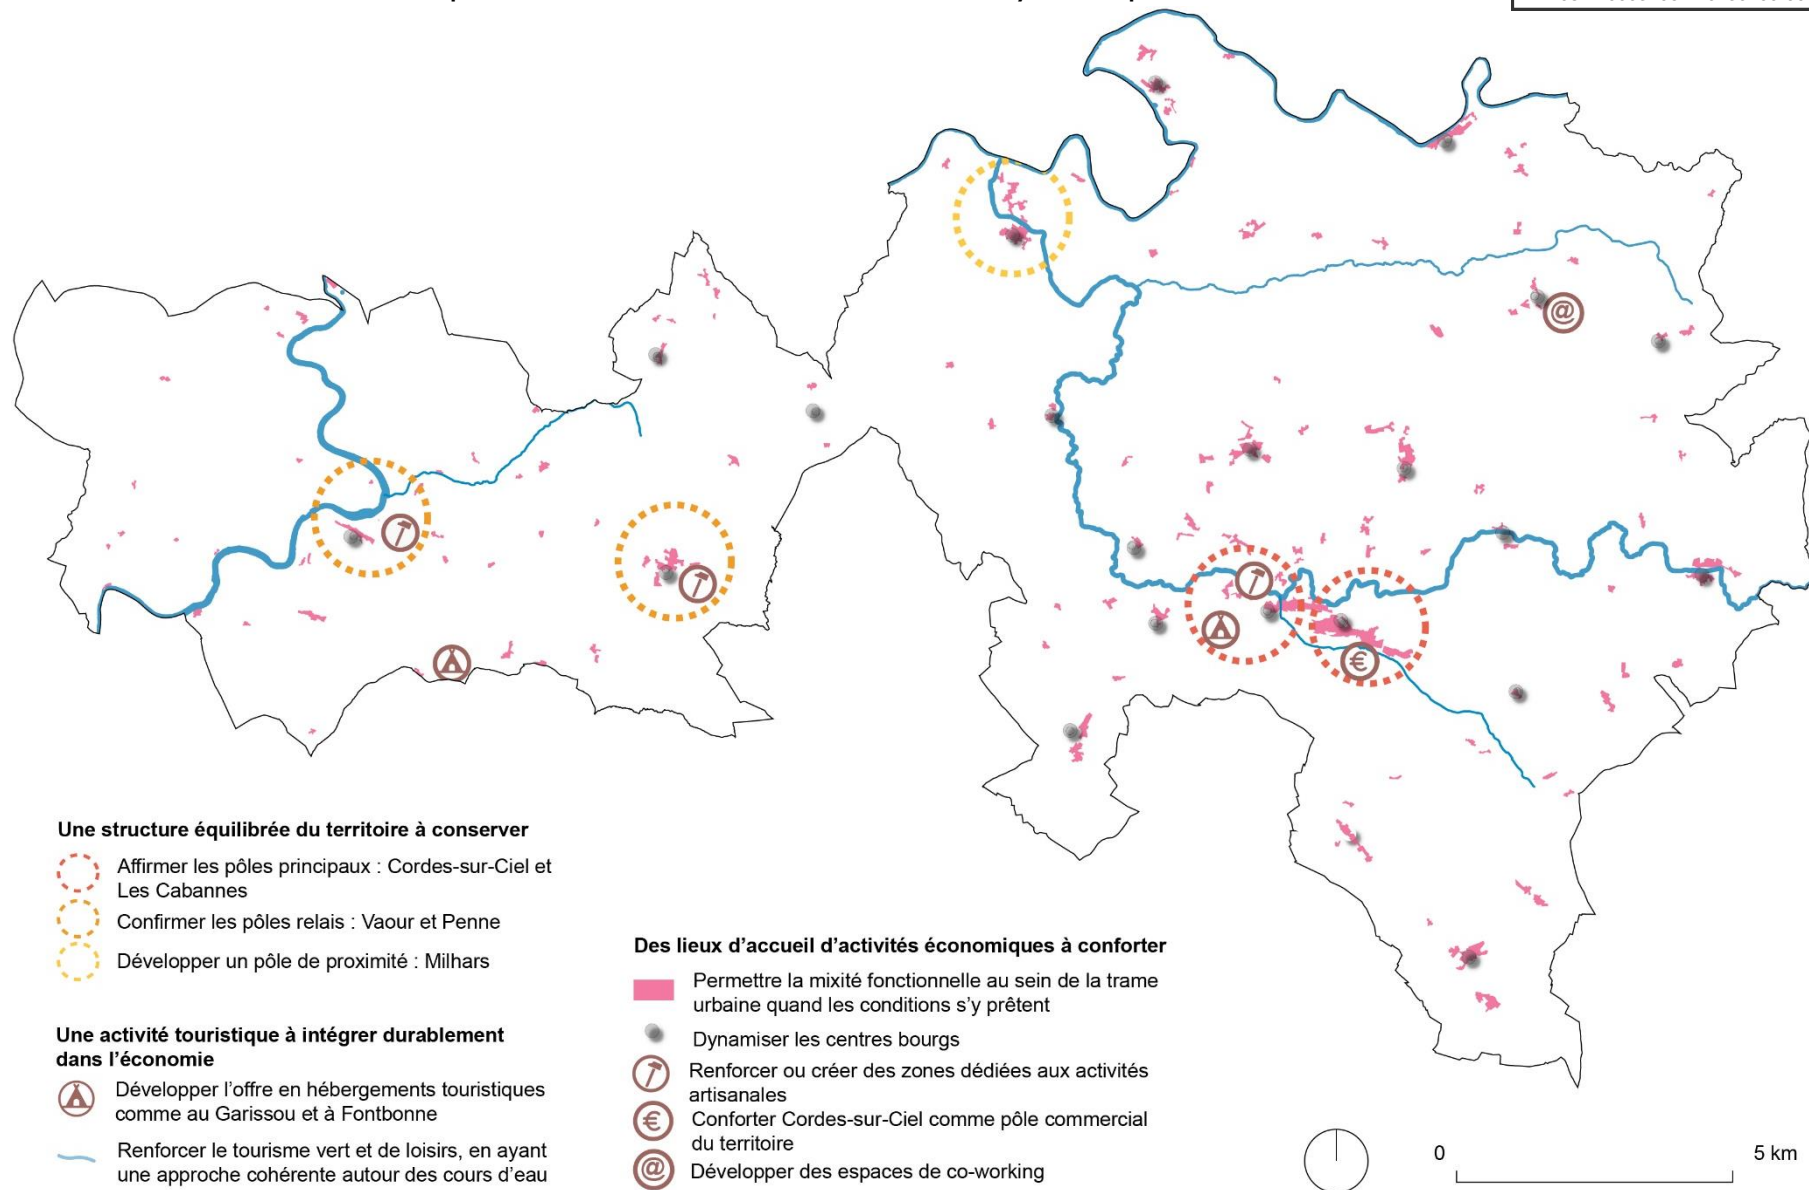 Une structure équilibrée du territoire à conserver
Affirmer les pôles principaux : Cordes-sur-Ciel et
Les Cabannes
Confirmer les pôles relais : Vaour et Penne
Développer un pôle de proximité : Milhars
Une activité touristique à intégrer durablement
dans l’économie
Développer l’offre en hébergements touristiques
comme au Garissou et à Fontbonne
Renforcer le tourisme vert et de loisirs, en ayant
une approche cohérente autour des cours d’eau
Des lieux d’accueil d’activités économiques à conforter
Permettre la mixité fonctionnelle au sein de la trame
urbaine quand les conditions s’y prêtent
Dynamiser les centres bourgs
Renforcer ou créer des zones dédiées aux activités
artisanales
€
Conforter Cordes-sur-Ciel comme pôle commercial
du territoire
@
Développer des espaces de co-working
0 5 km
@
€